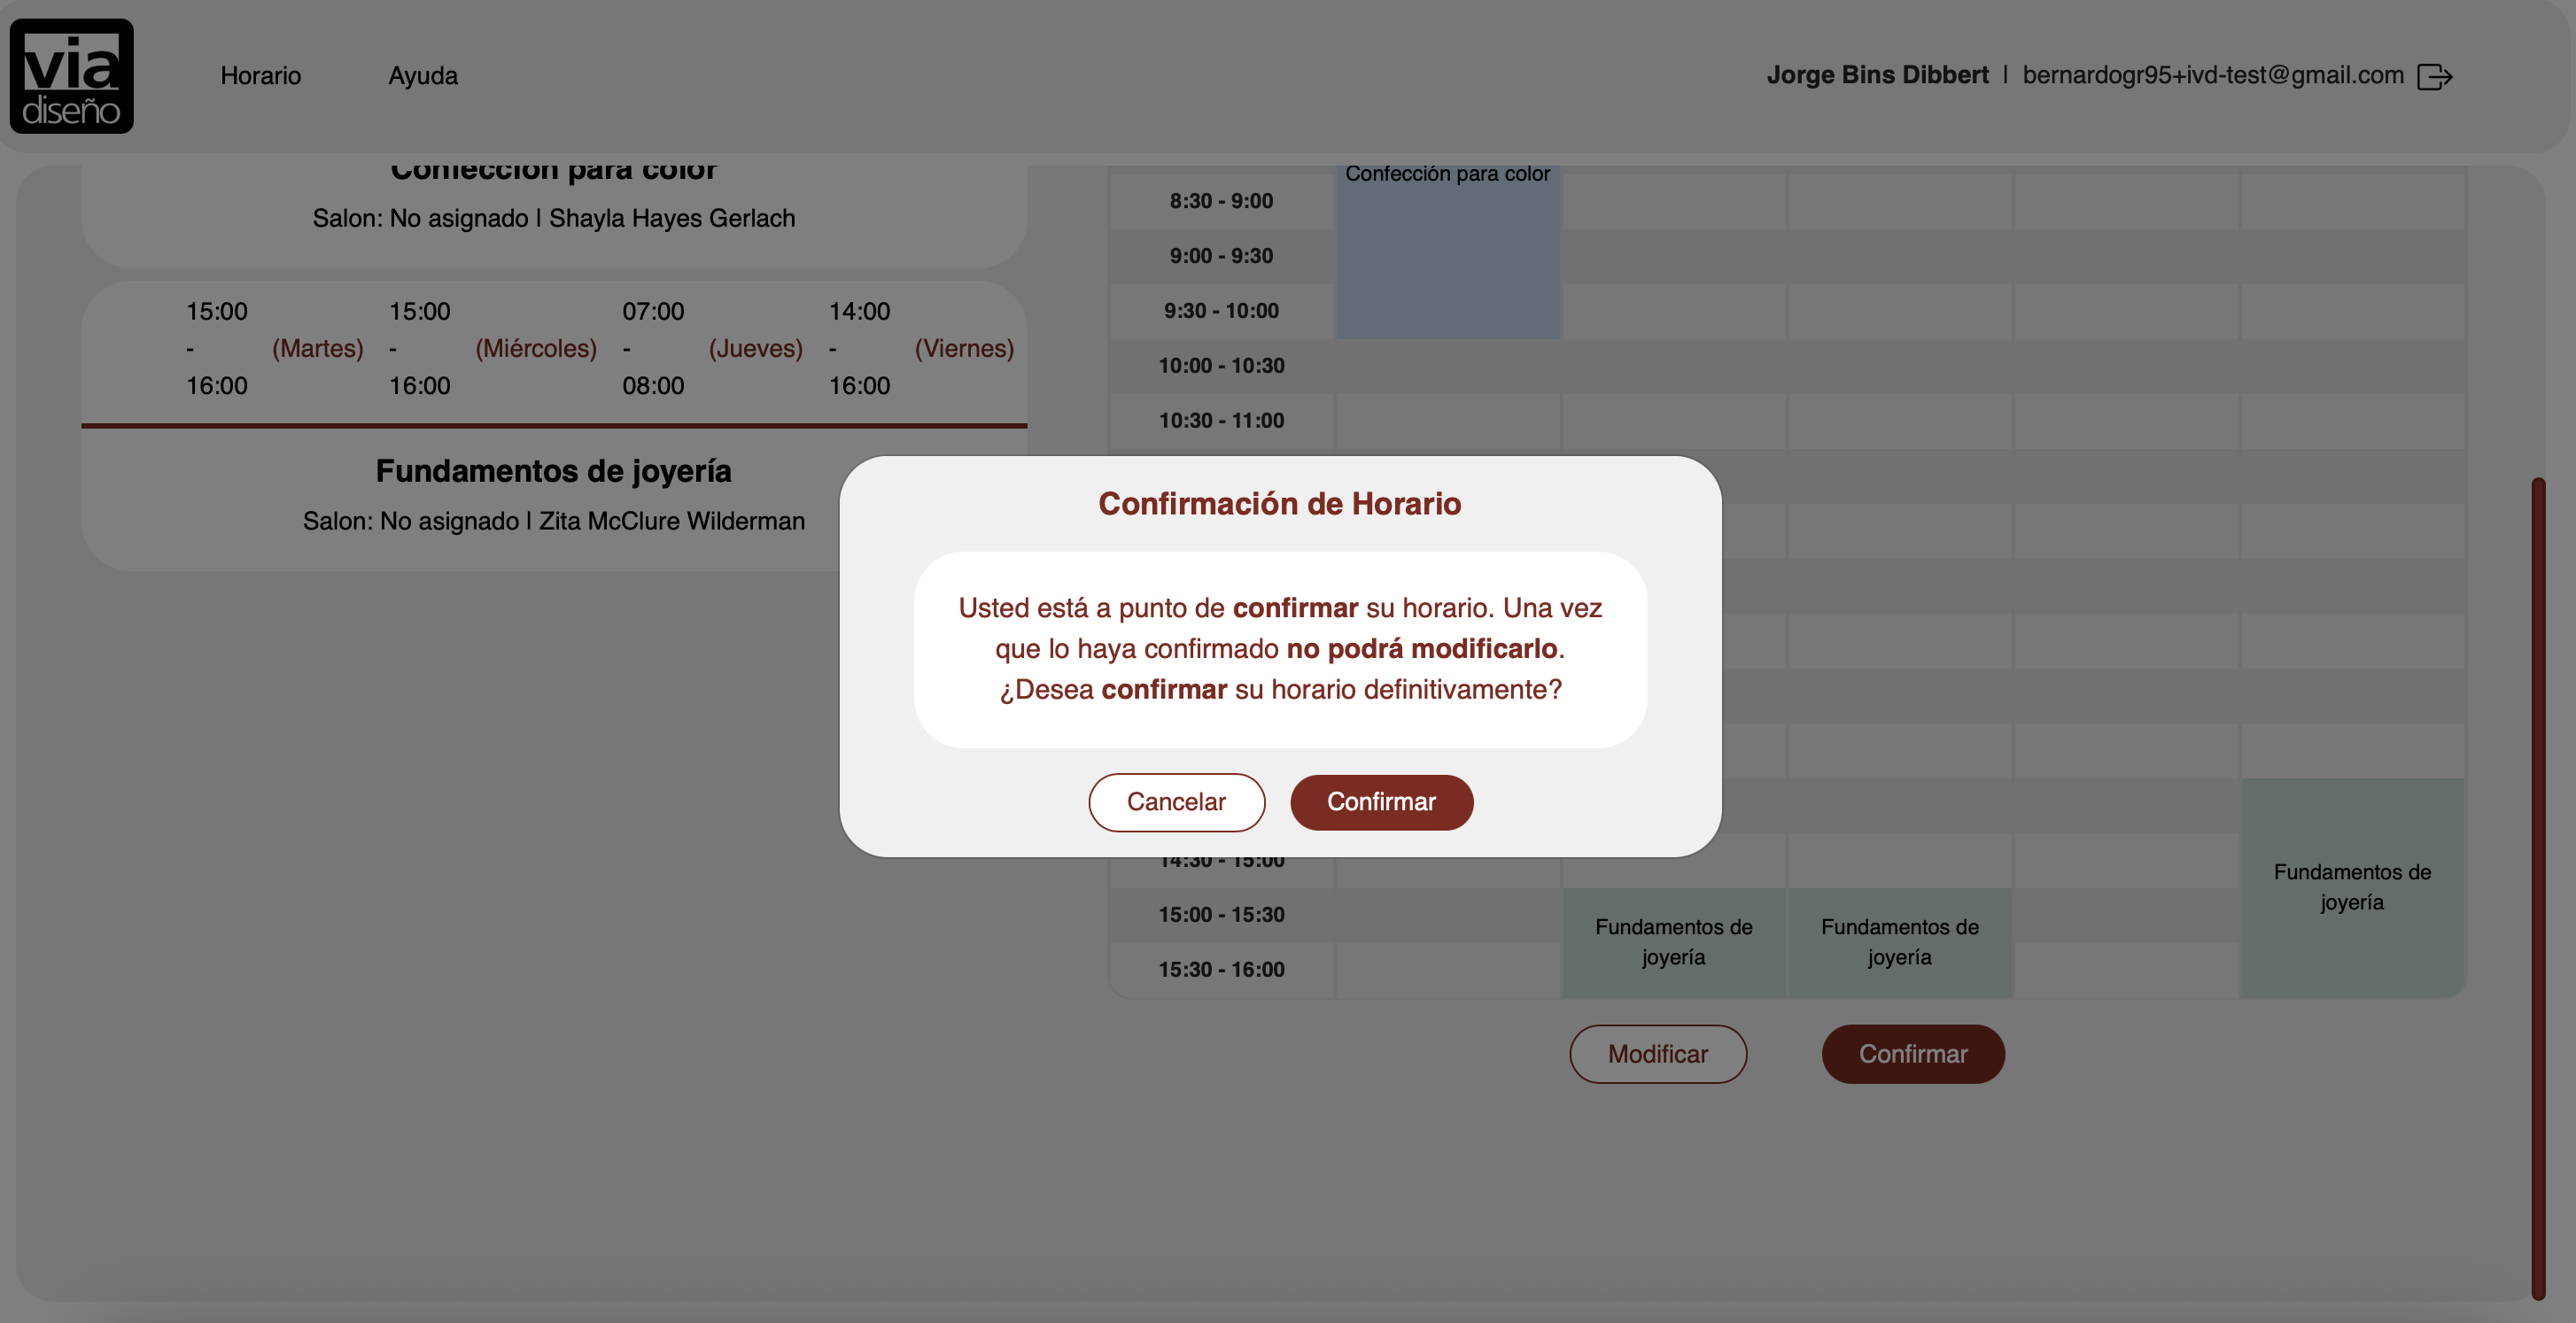 via
diseño
Horario
Ayuda
Jorge Bins Dibbert | bernardogr95+ivd-test@gmail.com
Confección para color
Salon: No asignado | Shayla Hayes Gerlach
15:00 - 16:00 (Martes)
15:00 - 16:00 (Miércoles)
07:00 - 08:00 (Jueves)
14:00 - 16:00 (Viernes)
Fundamentos de joyería
Salon: No asignado | Zita McClure Wilderman
Confección para color
8:30 - 9:00
9:00 - 9:30
9:30 - 10:00
10:00 - 10:30
10:30 - 11:00
Confirmación de Horario
Usted está a punto de confirmar su horario. Una vez
que lo haya confirmado no podrá modificarlo.
¿Desea confirmar su horario definitivamente?
Cancelar
Confirmar
14:30 - 15:00
15:00 - 15:30
15:30 - 16:00
Fundamentos de
joyería
Fundamentos de
joyería
Fundamentos de
joyería
Modificar
Confirmar